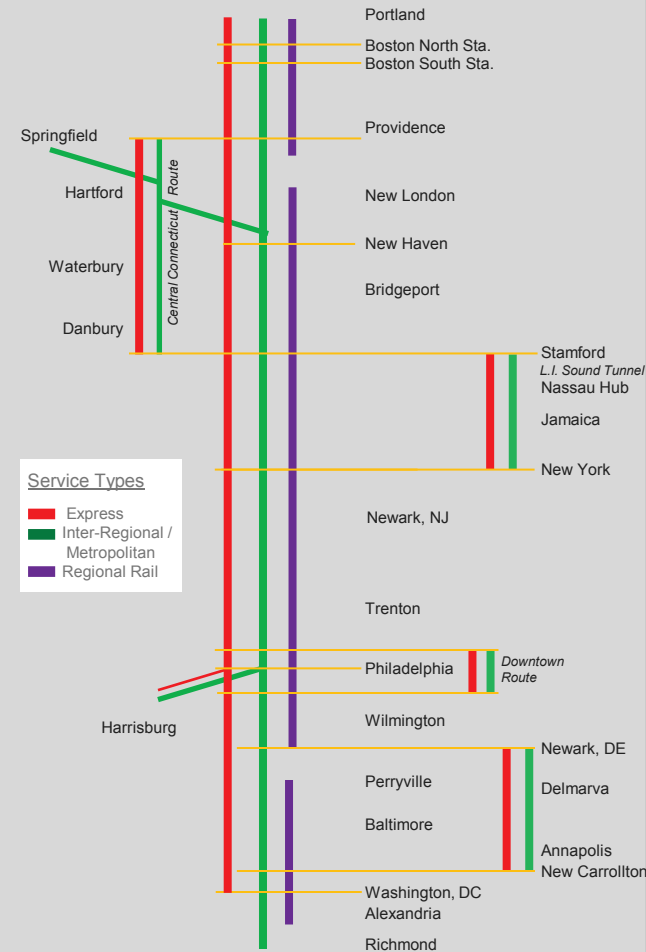 Portland
Boston North Sta.
Boston South Sta.
Providence
Springfield
Hartford
Central Connecticut Route
New London
New Haven
Waterbury
Bridgeport
Danbury
Stamford
L.I. Sound Tunnel
Nassau Hub
Jamaica
New York
Service Types
Express
Inter-Regional /
Metropolitan
Regional Rail
Newark, NJ
Trenton
Philadelphia
Downtown
Route
Harrisburg
Wilmington
Newark, DE
Perryville
Delmarva
Baltimore
Annapolis
New Carrollton
Washington, DC
Alexandria
Richmond